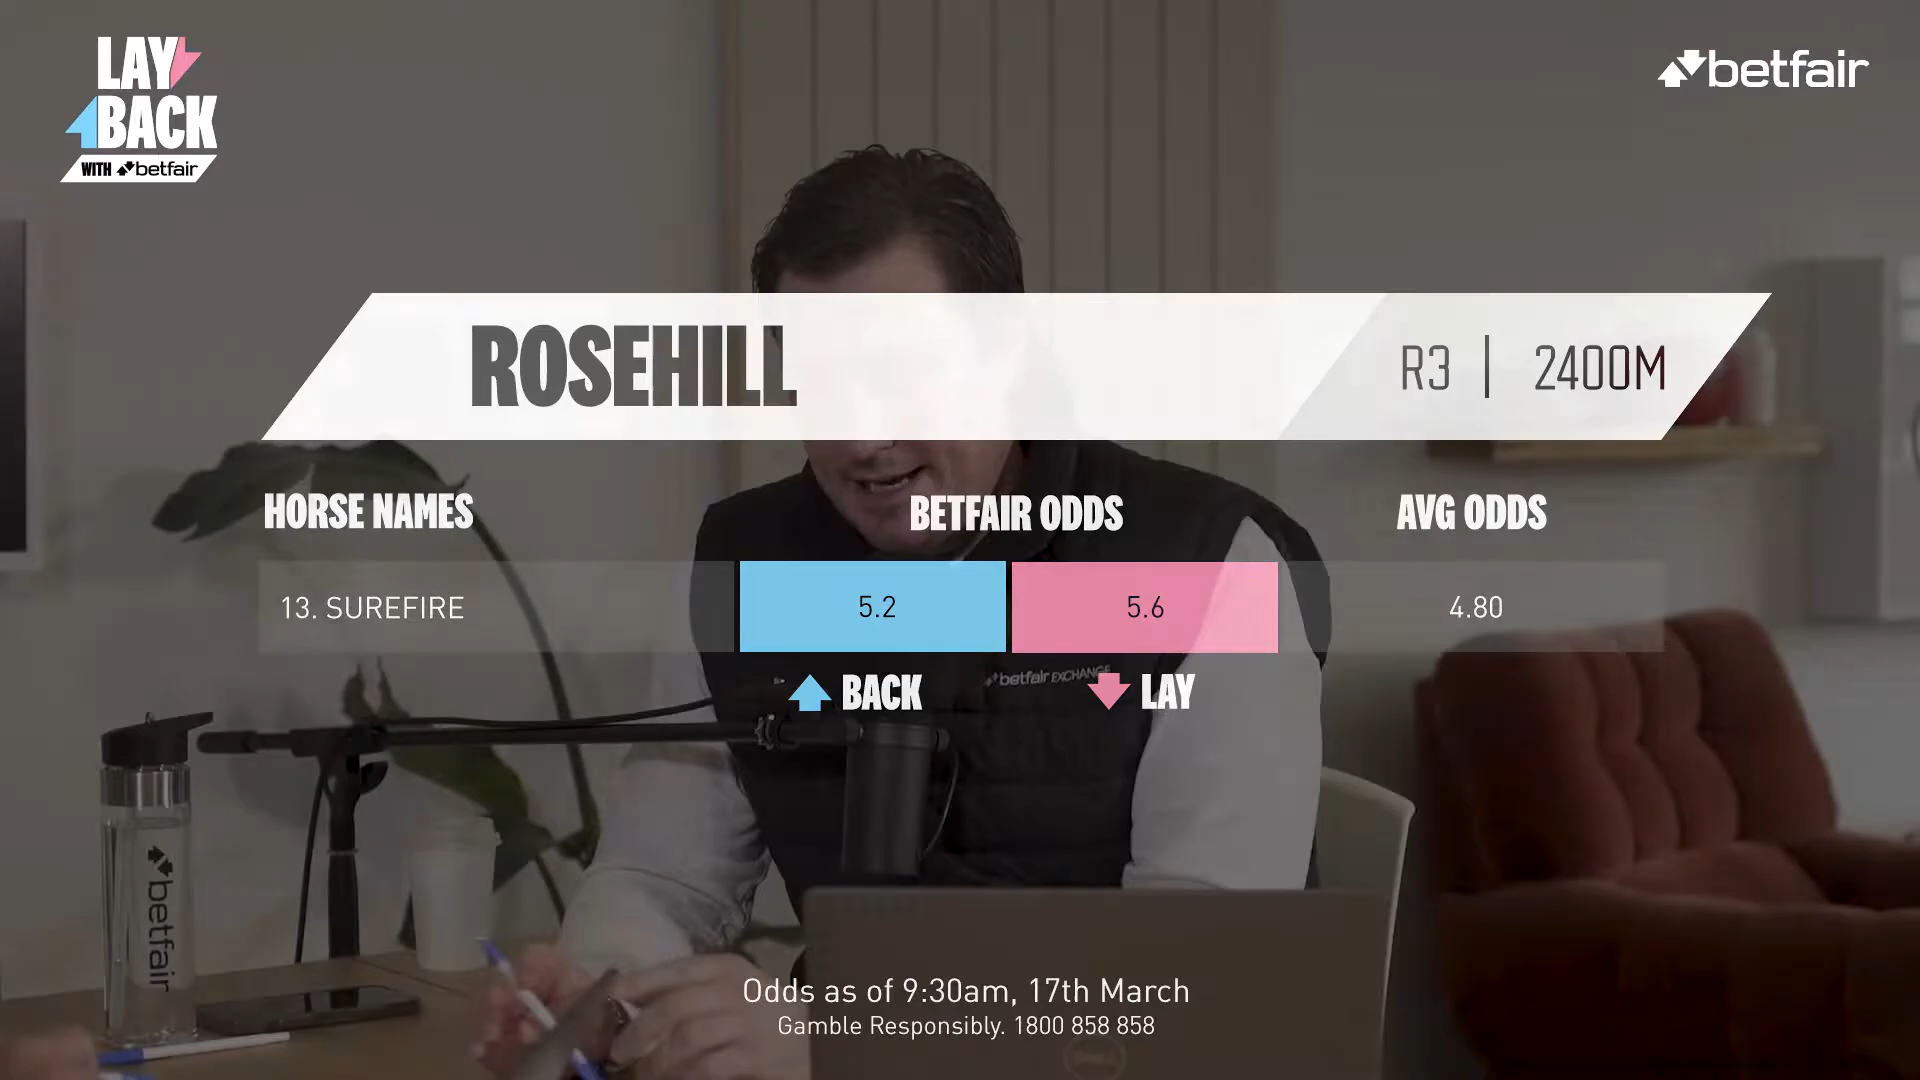 LAY
BACK
WITH betfair
betfair
ROSEHILL
R3 | 2400M
HORSE NAMES
BETFAIR ODDS
AVG ODDS
13. SUREFIRE
5.2
5.6
4.80
BACK
LAY
betfair EXCHANGE
betfair
Odds as of 9:30am, 17th March
Gamble Responsibly. 1800 858 858